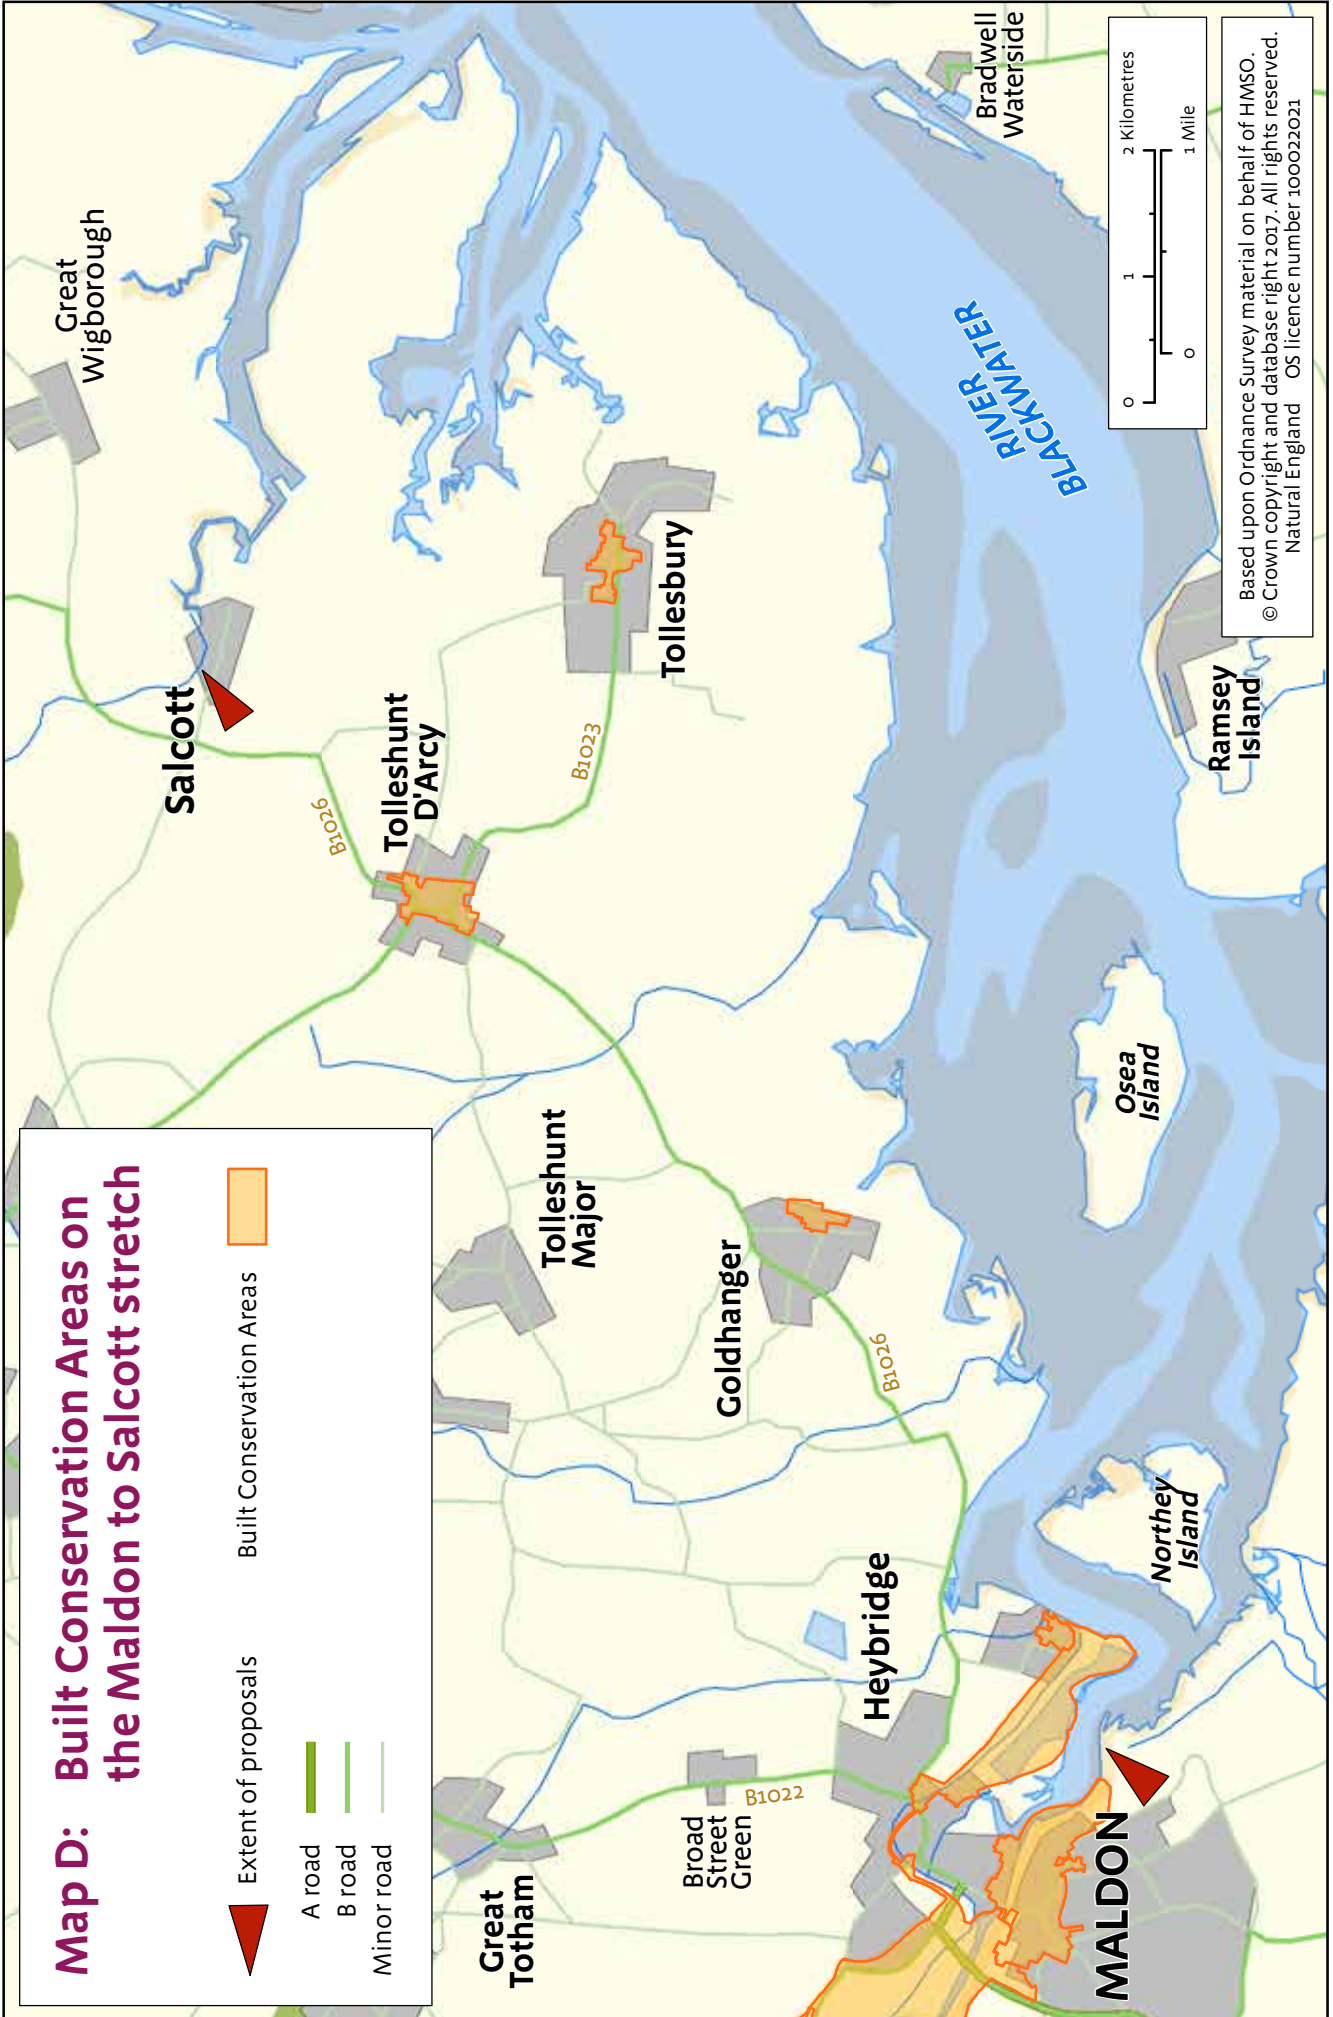 Map D: Built Conservation Areas on
the Maldon to Salcott stretch
Extent of proposals
Built Conservation Areas
A road
B road
Minor road
Great
Wigborough
Salcott
B1026
Tolleshunt
D'Arcy
B1023
Tollesbury
Tolleshunt
Major
Goldhanger
B1026
Great
Totham
Broad
Street
Green
B1022
Heybridge
MALDON
Northey
Island
Osea
Island
Ramsey
Island
RIVER
BLACKWATER
Bradwell
Waterside
0 1 2 Kilometres
0 1 Mile
Based upon Ordnance Survey material on behalf of HMSO.
© Crown copyright and database right 2017. All rights reserved.
Natural England OS licence number 100022021